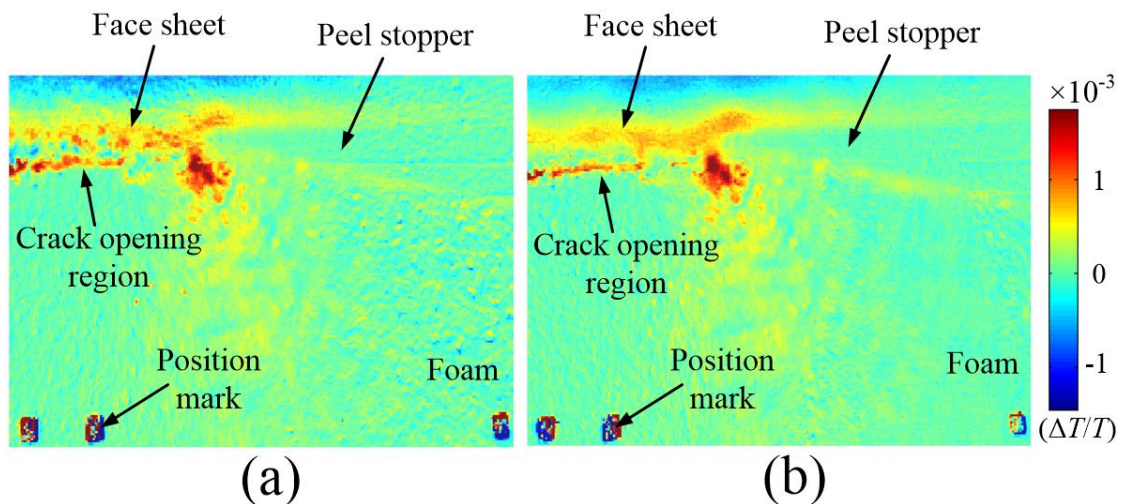 Face sheet
Peel stopper
Crack opening
region
Position
mark
Foam
(a)
Face sheet
Peel stopper
Crack opening
region
Position
mark
Foam
(b)
×10⁻³
1
0
-1
(ΔT/T)